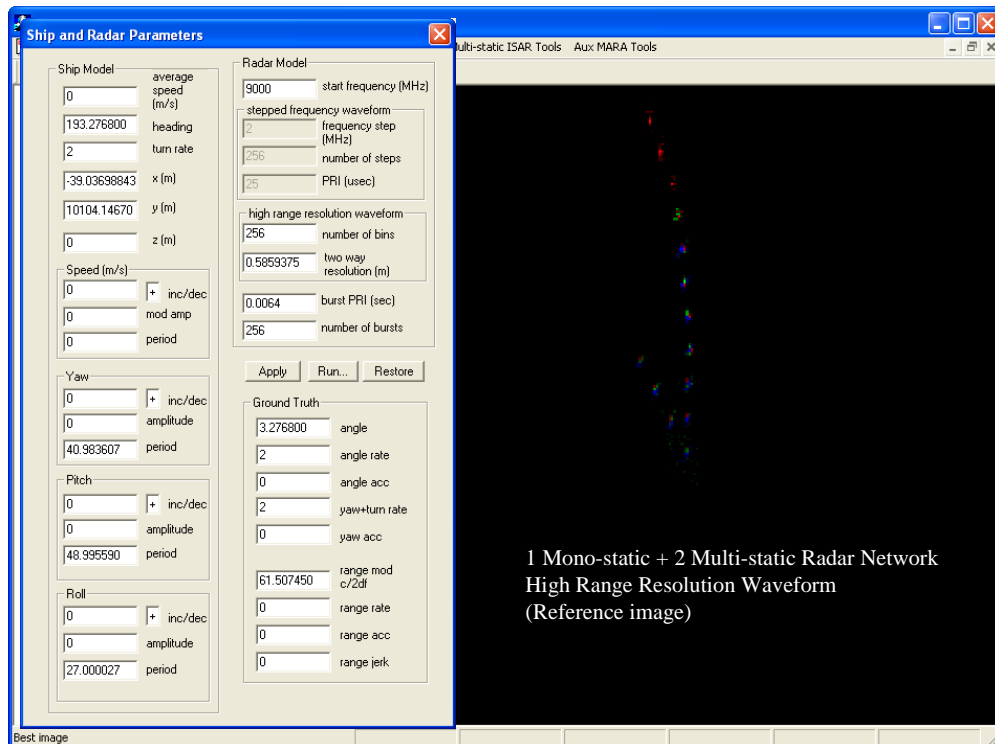 Ship and Radar Parameters
Multi-static ISAR Tools Aux MARA Tools
Ship Model
0 average speed (m/s)
193.276800 heading
2 turn rate
-39.03698843 x (m)
10104.14670 y (m)
0 z (m)
Speed (m/s)
0 + inc/dec
0 mod amp
0 period
Yaw
0 + inc/dec
0 amplitude
40.983607 period
Pitch
0 + inc/dec
0 amplitude
48.995590 period
Roll
0 + inc/dec
0 amplitude
27.000027 period
Radar Model
9000 start frequency (MHz)
stepped frequency waveform
2 frequency step (MHz)
256 number of steps
25 PRI (usec)
high range resolution waveform
256 number of bins
0.5859375 two way resolution (m)
0.0064 burst PRI (sec)
256 number of bursts
Apply Run... Restore
Ground Truth
3.276800 angle
2 angle rate
0 angle acc
2 yaw+turn rate
0 yaw acc
61.507450 range mod c/2df
0 range rate
0 range acc
0 range jerk
1 Mono-static + 2 Multi-static Radar Network
High Range Resolution Waveform
(Reference image)
Best image